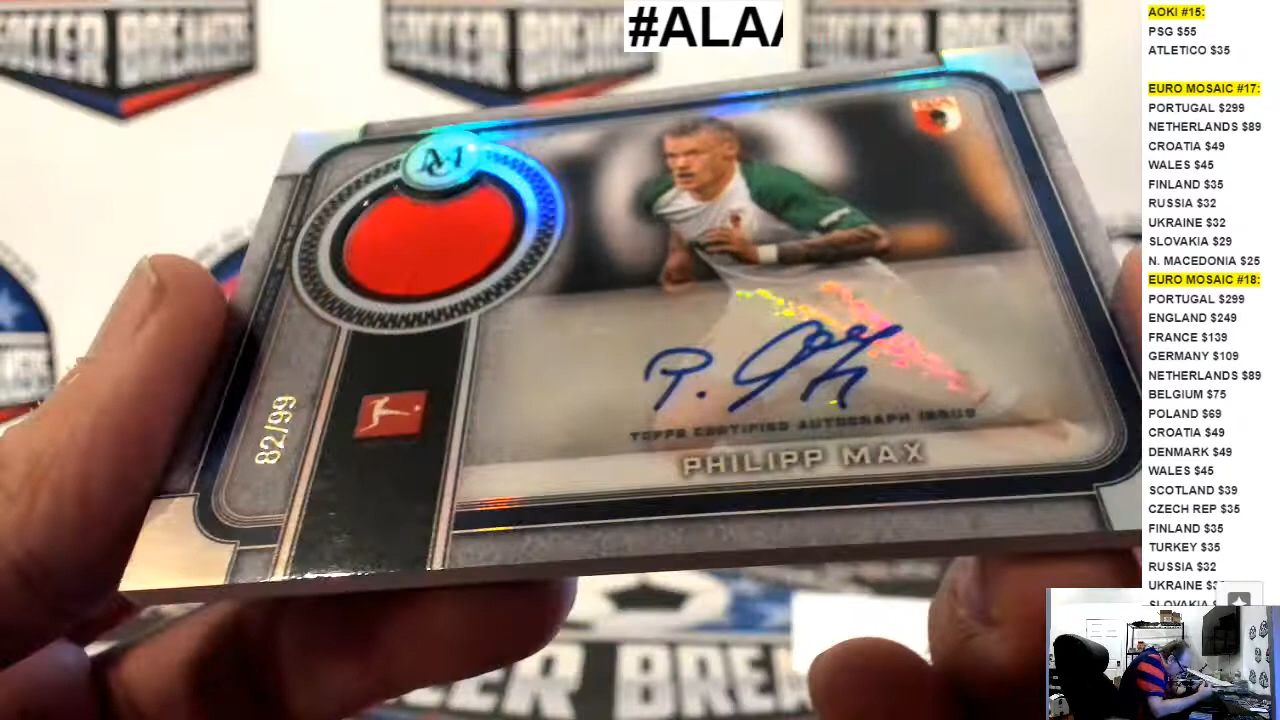 #ALAA
82/99
P. Max
TOPPS CERTIFIED AUTOGRAPH ISSUE
PHILIPP MAX
AOKI #15:
PSG $55
ATLETICO $35
EURO MOSAIC #17:
PORTUGAL $299
NETHERLANDS $89
CROATIA $49
WALES $45
FINLAND $35
RUSSIA $32
UKRAINE $32
SLOVAKIA $29
N. MACEDONIA $25
EURO MOSAIC #18:
PORTUGAL $299
ENGLAND $249
FRANCE $139
GERMANY $109
NETHERLANDS $89
BELGIUM $75
POLAND $69
CROATIA $49
DENMARK $49
WALES $45
SCOTLAND $39
CZECH REP $35
FINLAND $35
TURKEY $35
RUSSIA $32
UKRAINE
SLOVAKIA